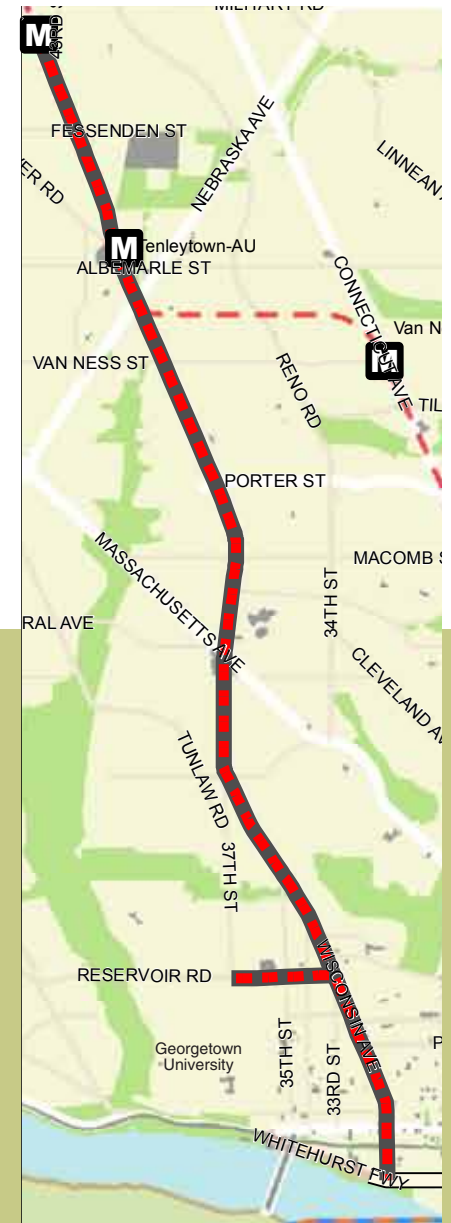 MILITARY RD
M
43RD S
FESSENDEN ST
NEBRASKA AVE
LINNEAN
ER RD
M
Tenleytown-AU
ALBEMARLE ST
CONNECTICUT AVE
Van N
M
VAN NESS ST
RENO RD
TIL
PORTER ST
MASSACHUSETTS AVE
MACOMB S
34TH ST
RAL AVE
CLEVELAND AV
TUNLAW RD
37TH ST
WISCONSIN AVE
RESERVOIR RD
35TH ST
33RD ST
P
Georgetown
University
WHITEHURST FWY